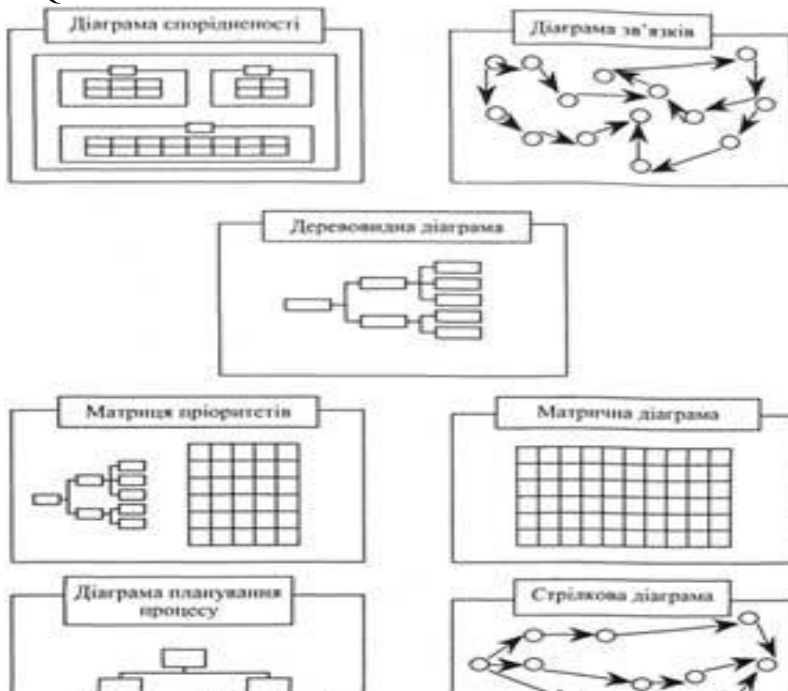 Діаграма спорідненості
Діаграма зв'язків
Деревовидна діаграма
Матриця пріоритетів
Матрична діаграма
Діаграма планування
процесу
Стрілкова діаграма